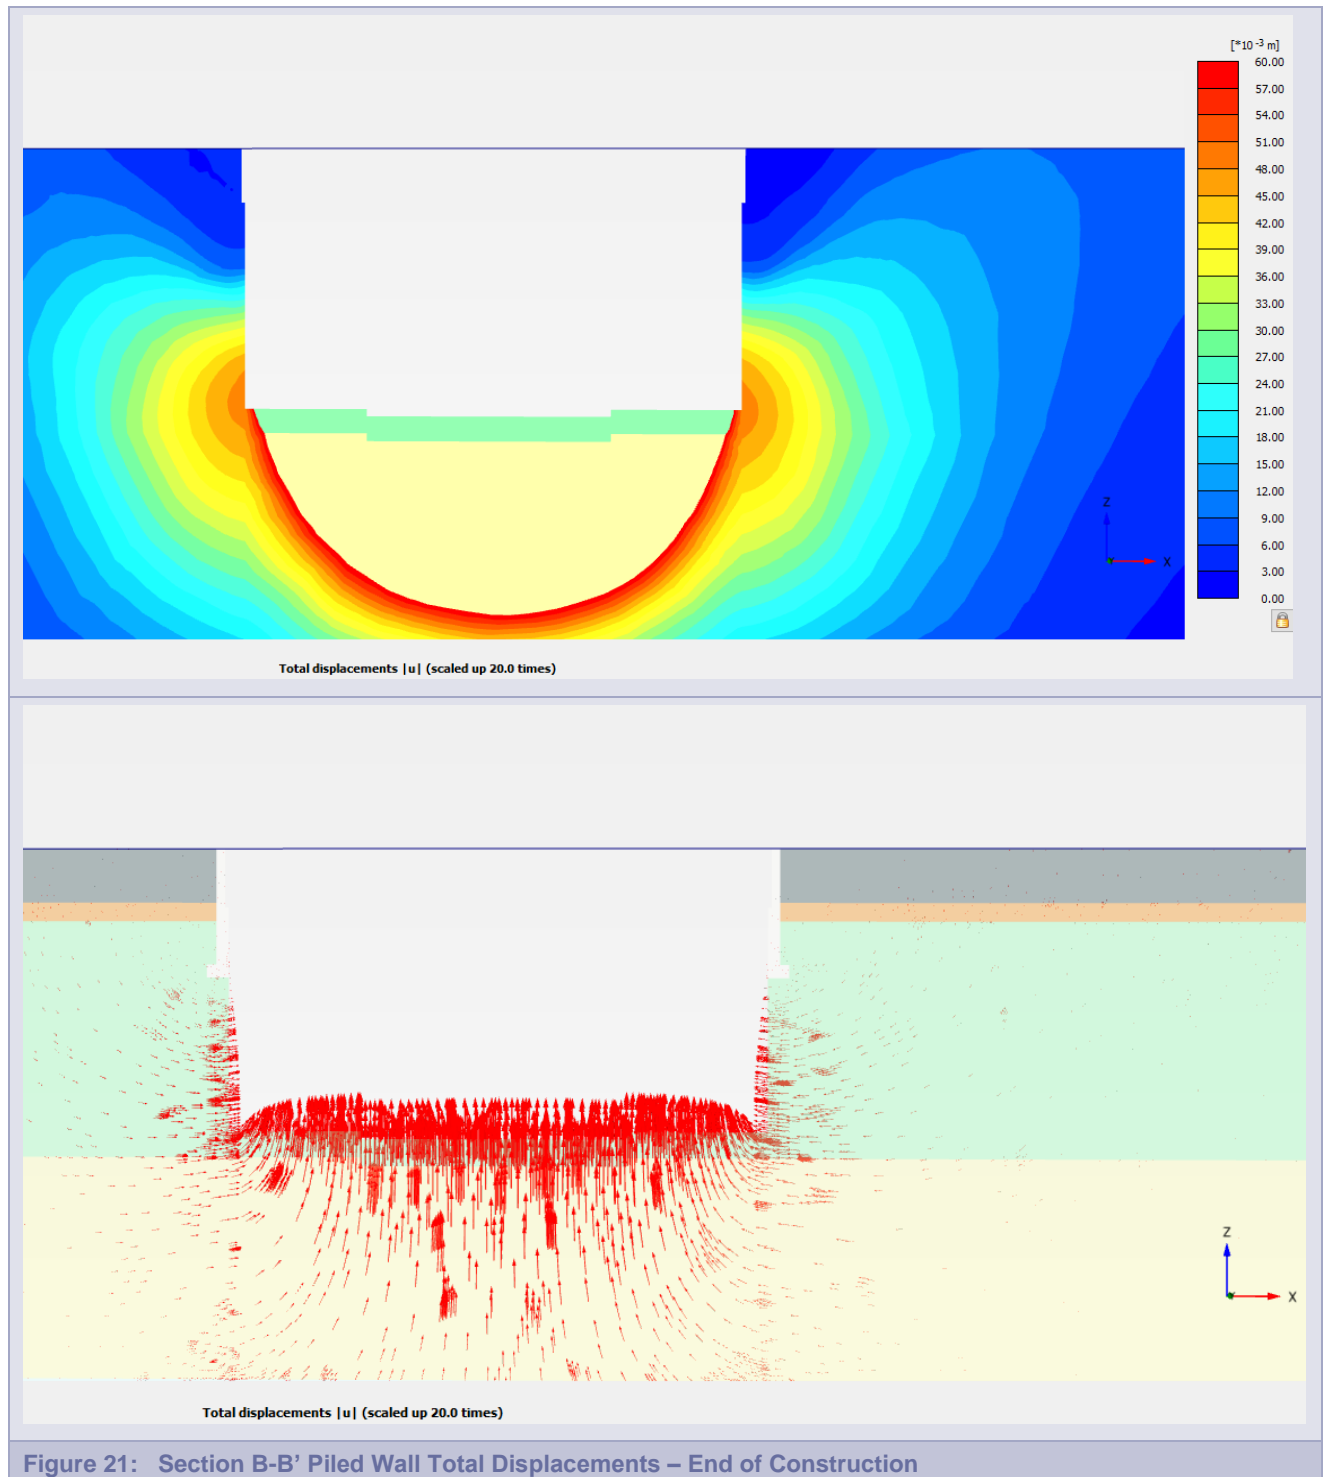 [*10 -3 m]
60.00
57.00
54.00
51.00
48.00
45.00
42.00
39.00
36.00
33.00
30.00
27.00
24.00
21.00
18.00
15.00
12.00
9.00
6.00
3.00
0.00
Z
X
Total displacements |u| (scaled up 20.0 times)
Z
X
Total displacements |u| (scaled up 20.0 times)
Figure 21: Section B-B’ Piled Wall Total Displacements – End of Construction